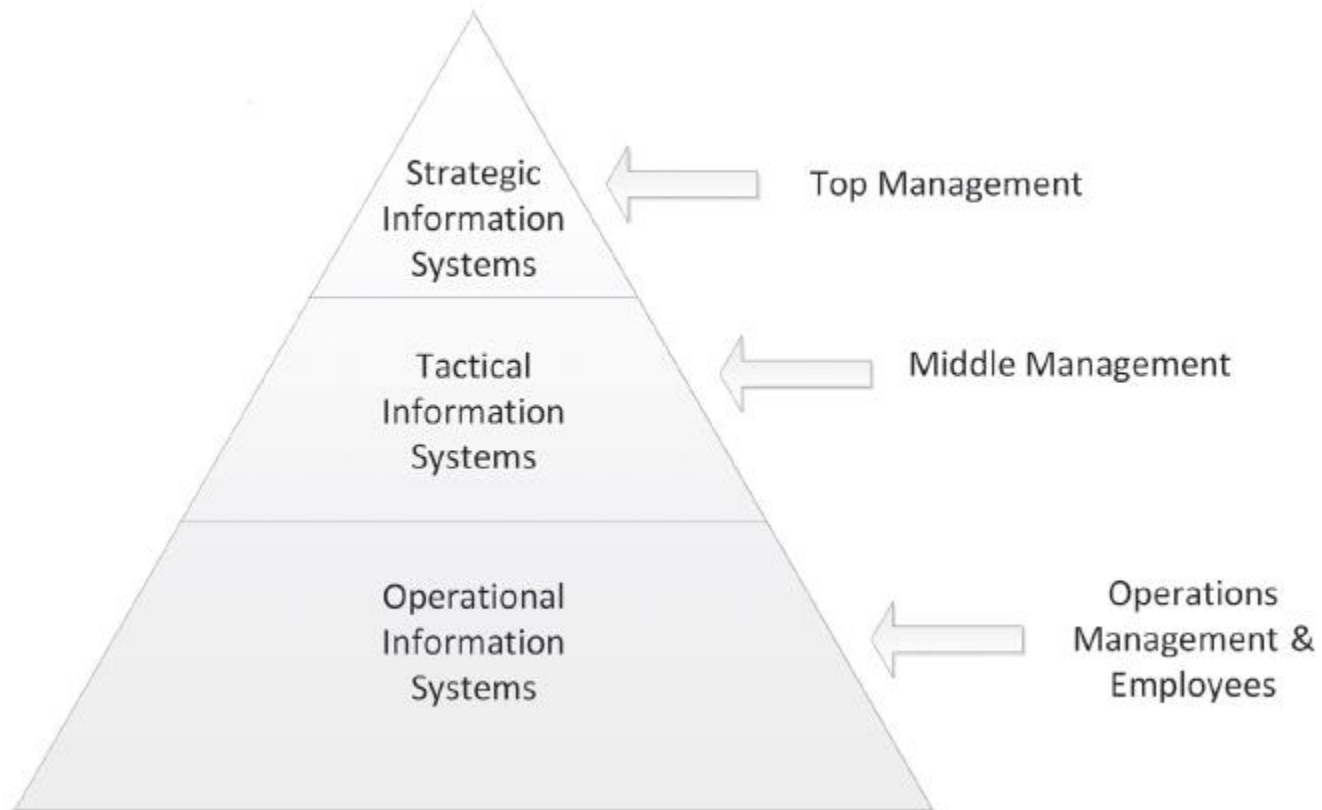 Strategic
Information
Systems
Top Management
Tactical
Information
Systems
Middle Management
Operational
Information
Systems
Operations
Management &
Employees